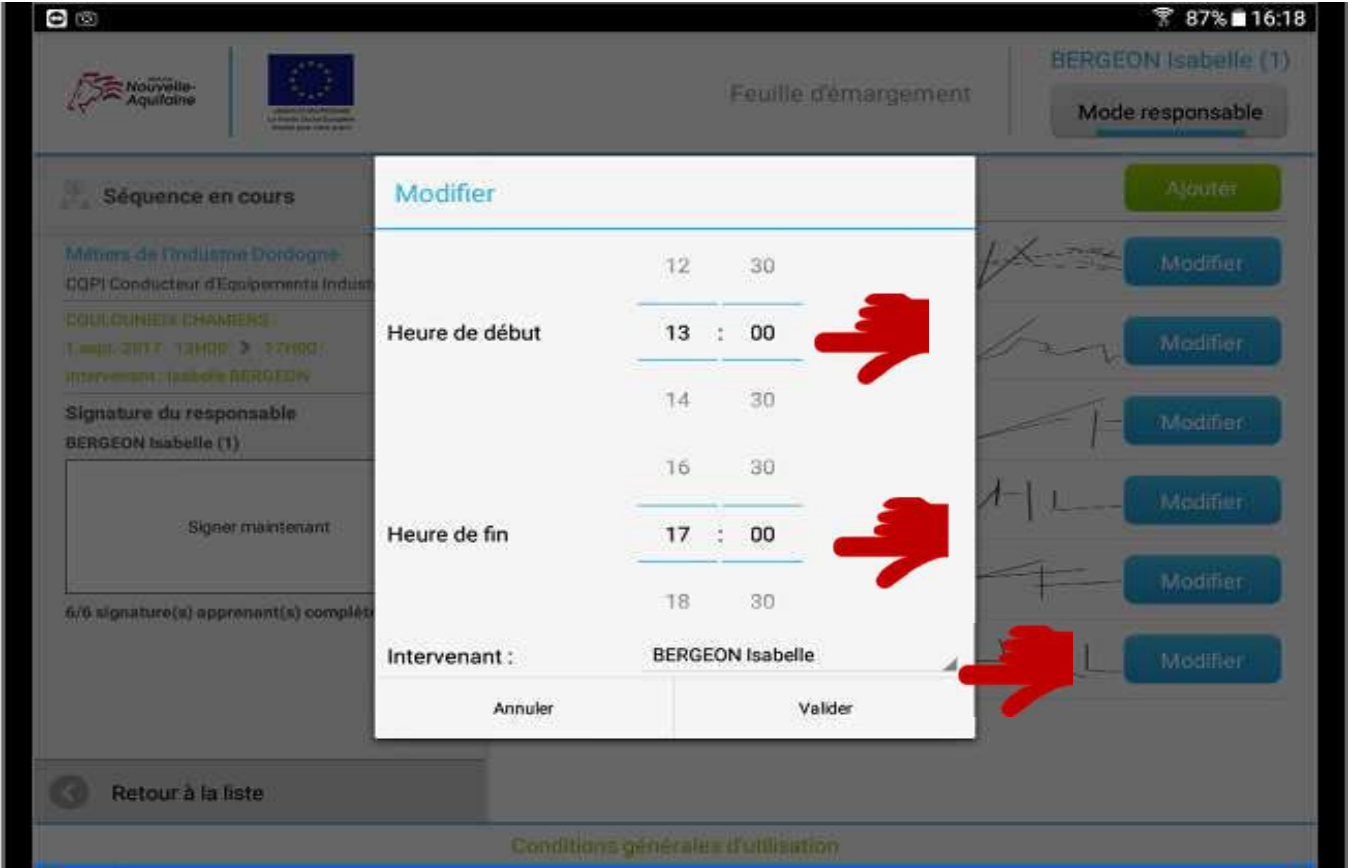 87% 16:18
Nouvelle-
Aquitaine
Feuille d'émargement
BERGEON Isabelle (1)
Mode responsable
Séquence en cours
Ajouter
Métiers de l'Industrie Dordogne
CQPI Conducteur d'Equipements Indust
COULOUNIEIX CHAMIERS
1 sept. 2017 13H00 > 17H00
Intervenant : Isabelle BERGEON
Signature du responsable
BERGEON Isabelle (1)
Signer maintenant
6/6 signature(s) apprenant(s) complét
Retour à la liste
Modifier
12 30
Heure de début 13 : 00
14 30
16 30
Heure de fin 17 : 00
18 30
Intervenant : BERGEON Isabelle
Annuler Valider
Modifier
Modifier
Modifier
Modifier
Modifier
Modifier
Conditions générales d'utilisation